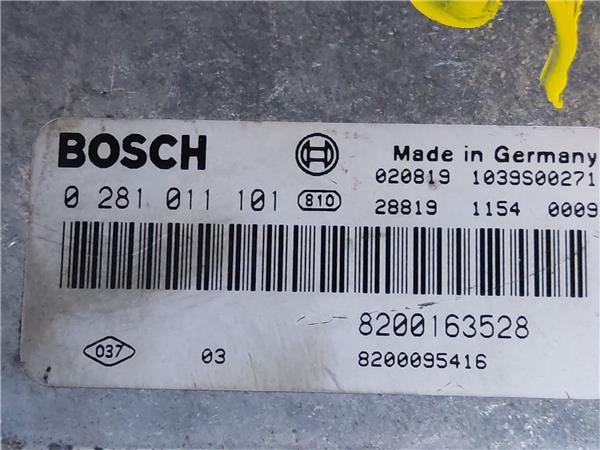 BOSCH
Made in Germany
020819 1039S00271
0 281 011 101 810
28819 1154 0009
8200163528
037 03
8200095416